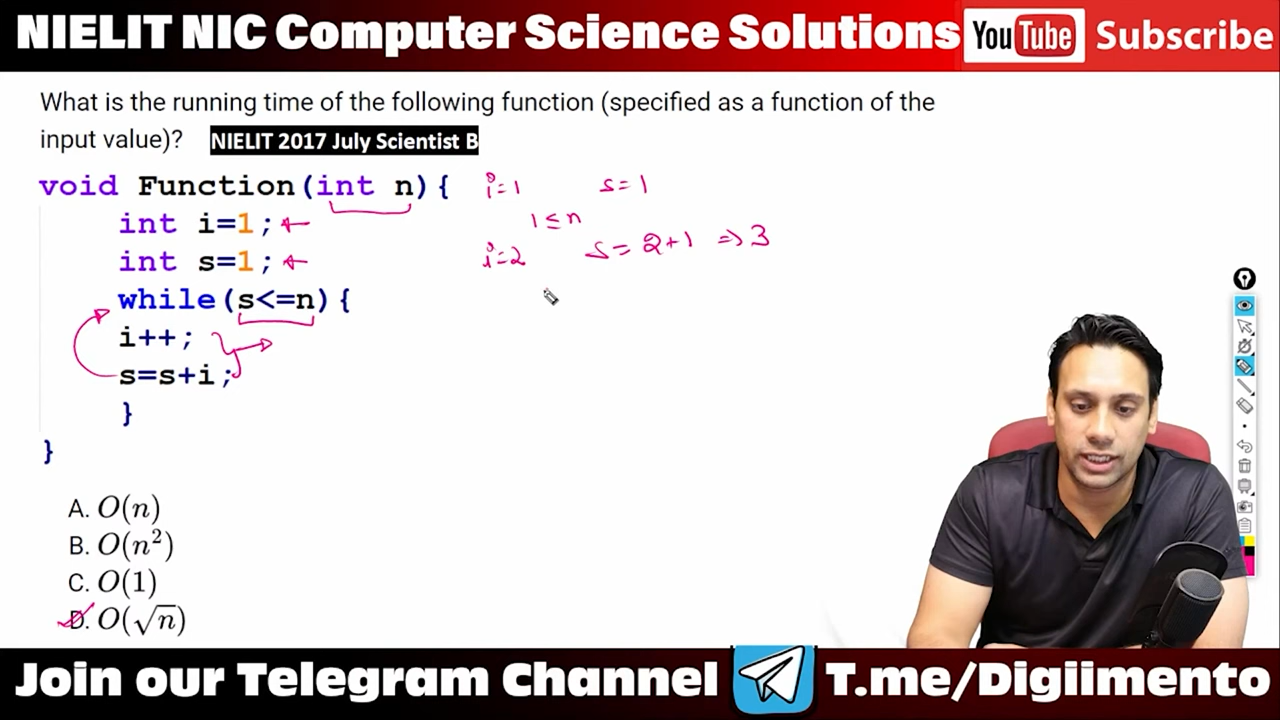 NIELIT NIC Computer Science Solutions YouTube Subscribe
What is the running time of the following function (specified as a function of the
input value)? NIELIT 2017 July Scientist B
void Function(int n){ i=1 s=1
1≤n
int i=1;
i=2 s=2+1 ⇒3
int s=1;
while(s<=n){
i++;
s=s+i;
}
}
A. O(n)
B. O(n²)
C. O(1)
D. O(√n)
Join our Telegram Channel T.me/Digiimento